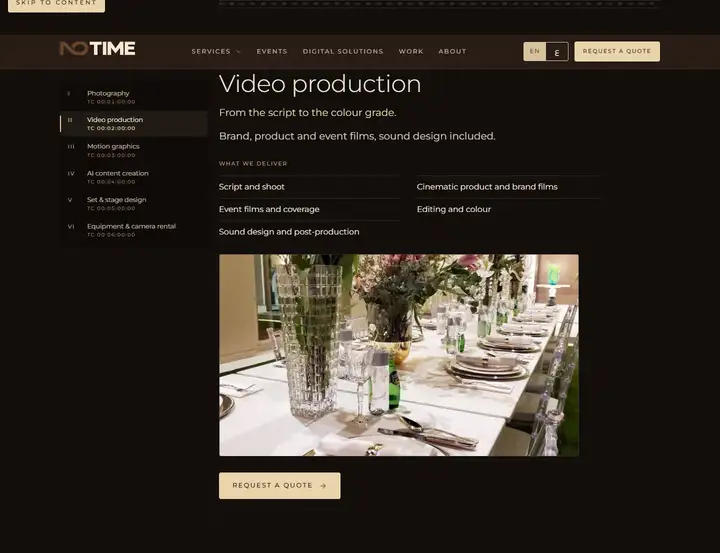 SKIP TO CONTENT
NOTIME
SERVICES
EVENTS
DIGITAL SOLUTIONS
WORK
ABOUT
EN
ع
REQUEST A QUOTE
I
Photography
TC 00:01:00:00
II
Video production
TC 00:02:00:00
III
Motion graphics
TC 00:03:00:00
IV
AI content creation
TC 00:04:00:00
V
Set & stage design
TC 00:05:00:00
VI
Equipment & camera rental
TC 00:06:00:00
Video production
From the script to the colour grade.
Brand, product and event films, sound design included.
WHAT WE DELIVER
Script and shoot
Cinematic product and brand films
Event films and coverage
Editing and colour
Sound design and post-production
REQUEST A QUOTE →